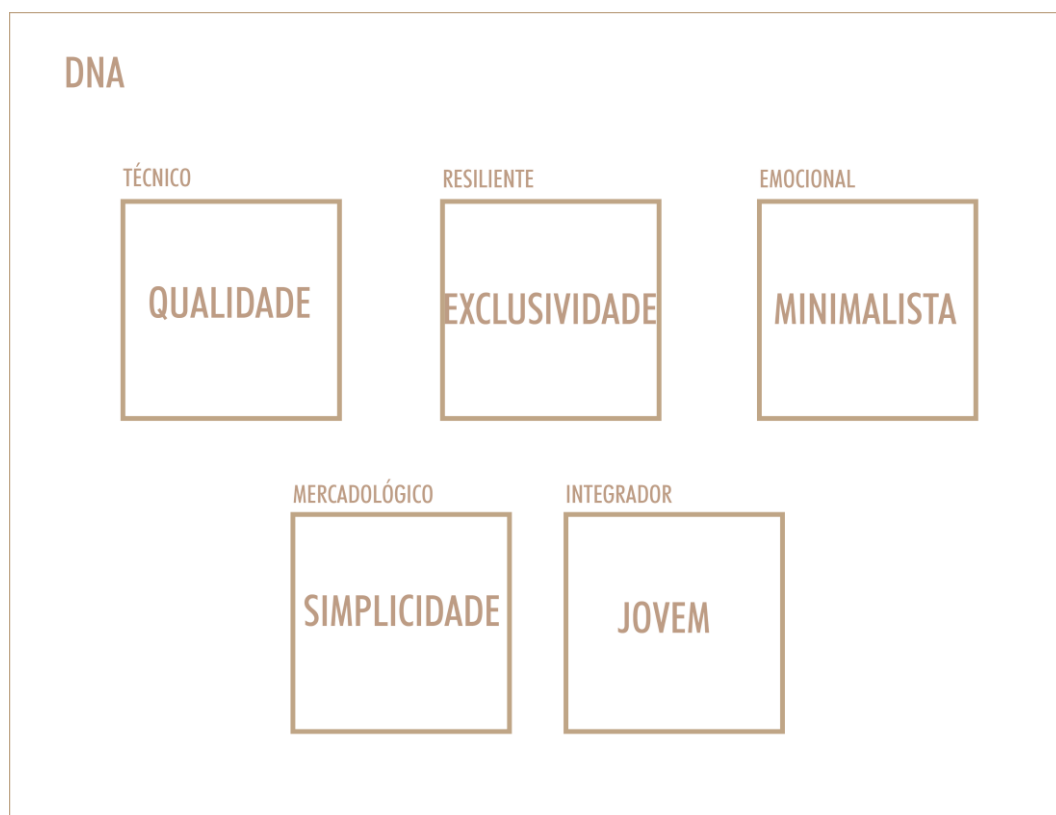 DNA
TÉCNICO
QUALIDADE
RESILIENTE
EXCLUSIVIDADE
EMOCIONAL
MINIMALISTA
MERCADOLÓGICO
SIMPLICIDADE
INTEGRADOR
JOVEM